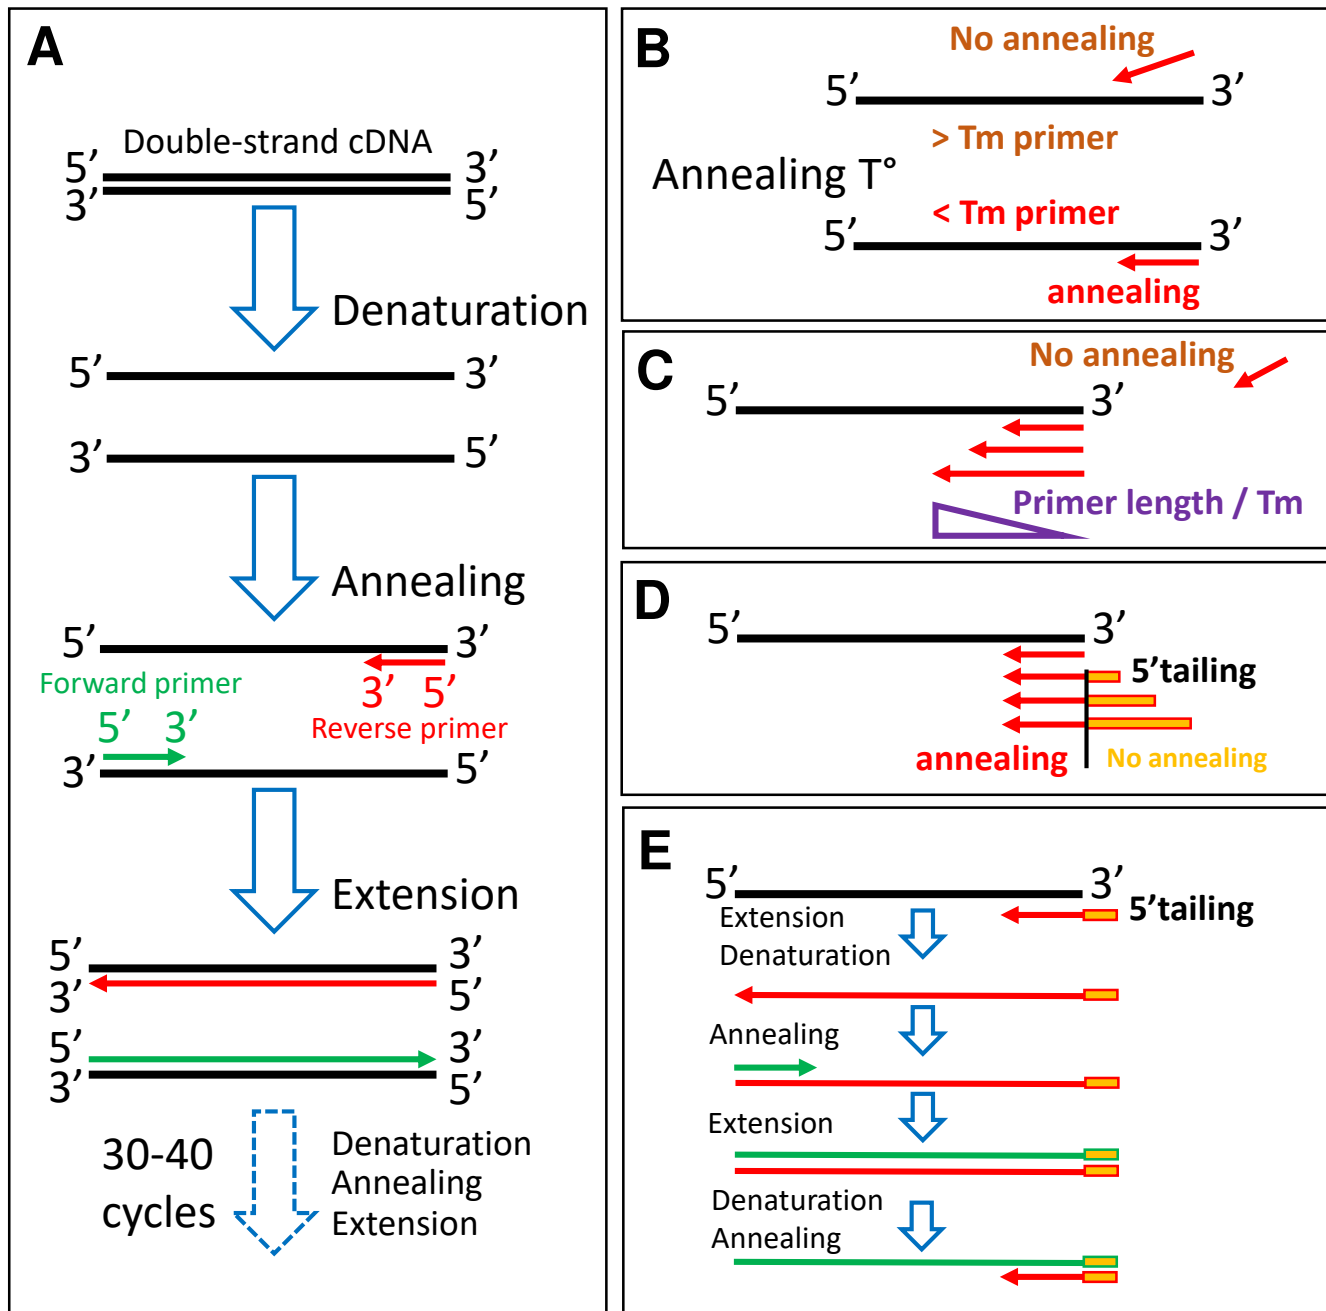 A
Double-strand cDNA
5’ 3’
3’ 5’
Denaturation
5’ 3’
3’ 5’
Annealing
5’ 3’
Forward primer 3’ 5’
5’ 3’ Reverse primer
3’ 5’
Extension
5’ 3’
3’ 5’
5’ 3’
3’ 5’
30-40
cycles
Denaturation
Annealing
Extension
B
No annealing
5’ 3’
> Tm primer
Annealing T°
< Tm primer
5’ 3’
annealing
C
No annealing
5’ 3’
Primer length / Tm
D
5’ 3’
5’tailing
annealing No annealing
E
5’ 3’
5’tailing
Extension
Denaturation
Annealing
Extension
Denaturation
Annealing